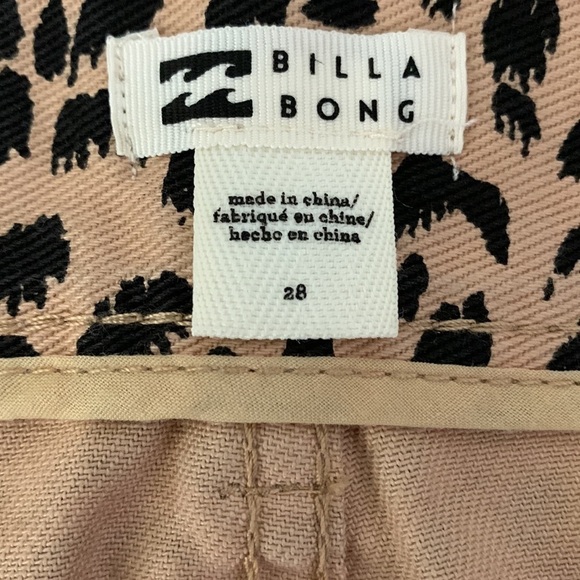 BILLA
BONG
made in china/
fabriqué en chine/
hecho en china
28